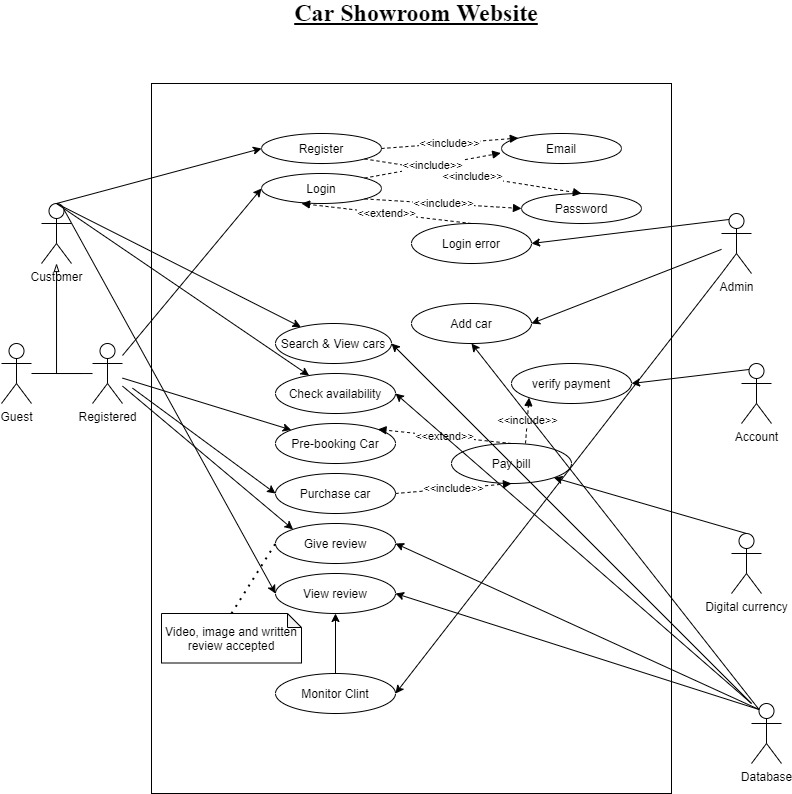 Car Showroom Website
Register
<<include>>
Email
<<include>>
<<include>>
Login
<<include>>
Password
<<extend>>
Login error
Customer
Admin
Add car
Search & View cars
verify payment
Check availability
Guest
Registered
<<include>>
Account
<<extend>>
Pre-booking Car
Pay bill
Purchase car
<<include>>
Give review
View review
Digital currency
Video, image and written
review accepted
Monitor Clint
Database